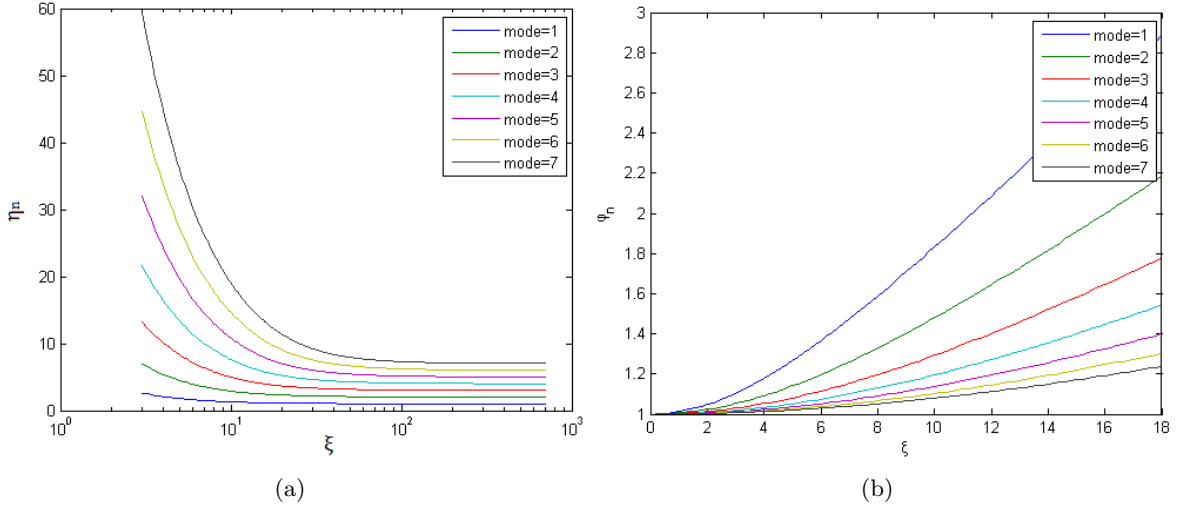 60
50
40
30
20
10
0
ηn
10^0
10^1
10^2
10^3
ξ
mode=1
mode=2
mode=3
mode=4
mode=5
mode=6
mode=7
(a)
3
2.8
2.6
2.4
2.2
2
1.8
1.6
1.4
1.2
1
φn
0
2
4
6
8
10
12
14
16
18
ξ
mode=1
mode=2
mode=3
mode=4
mode=5
mode=6
mode=7
(b)